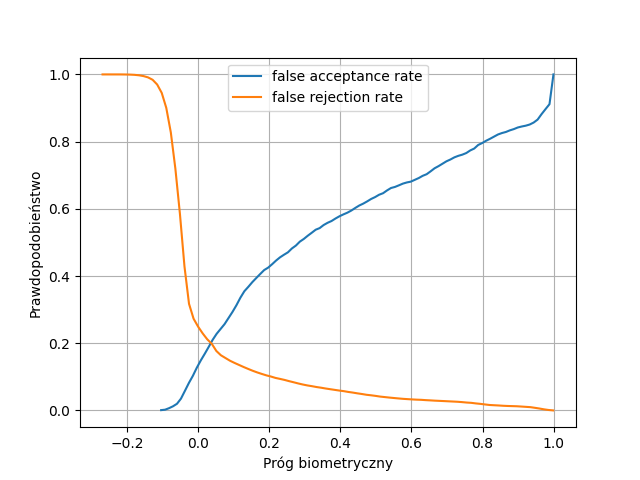 false acceptance rate
false rejection rate
1.0
0.8
0.6
0.4
0.2
0.0
Prawdopodobieństwo
−0.2 0.0 0.2 0.4 0.6 0.8 1.0
Próg biometryczny